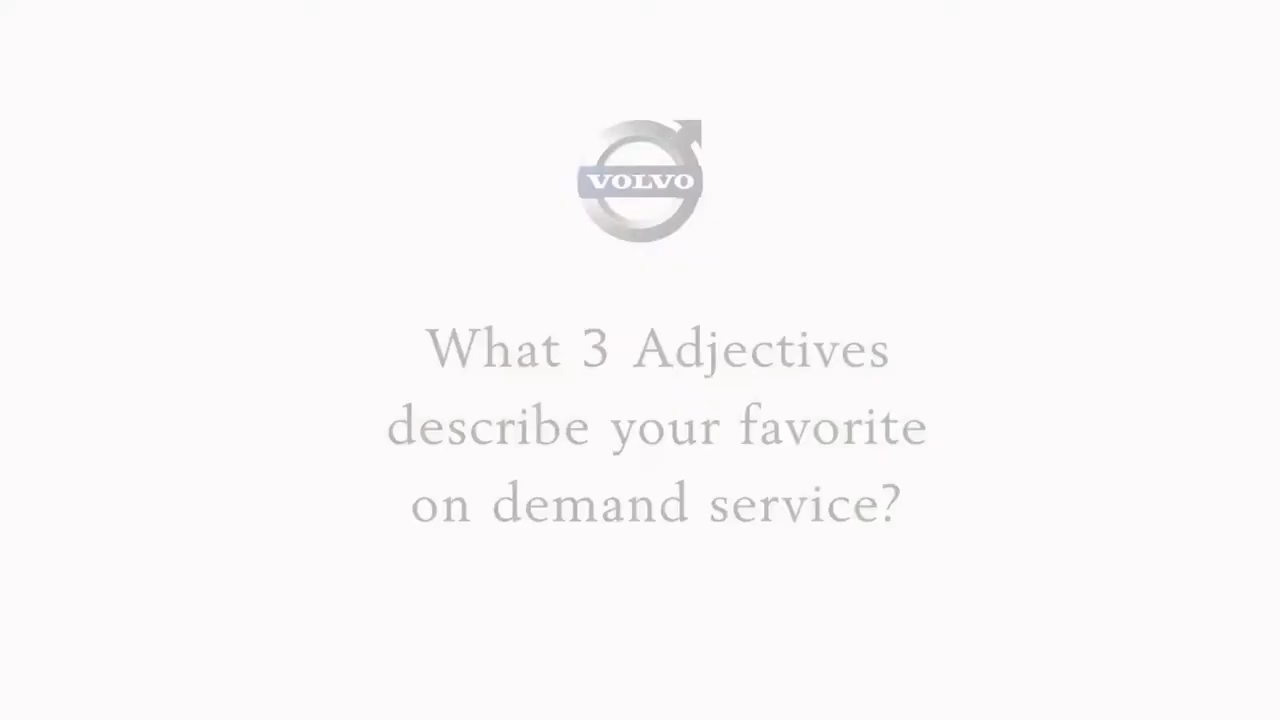 VOLVO
What 3 Adjectives
describe your favorite
on demand service?